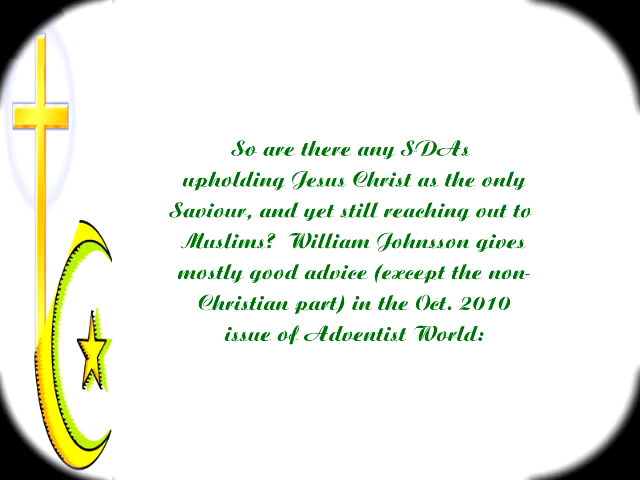 So are there any SDAs
upholding Jesus Christ as the only
Saviour, and yet still reaching out to
Muslims?  William Johnsson gives
mostly good advice (except the non-
Christian part) in the Oct. 2010
issue of Adventist World: